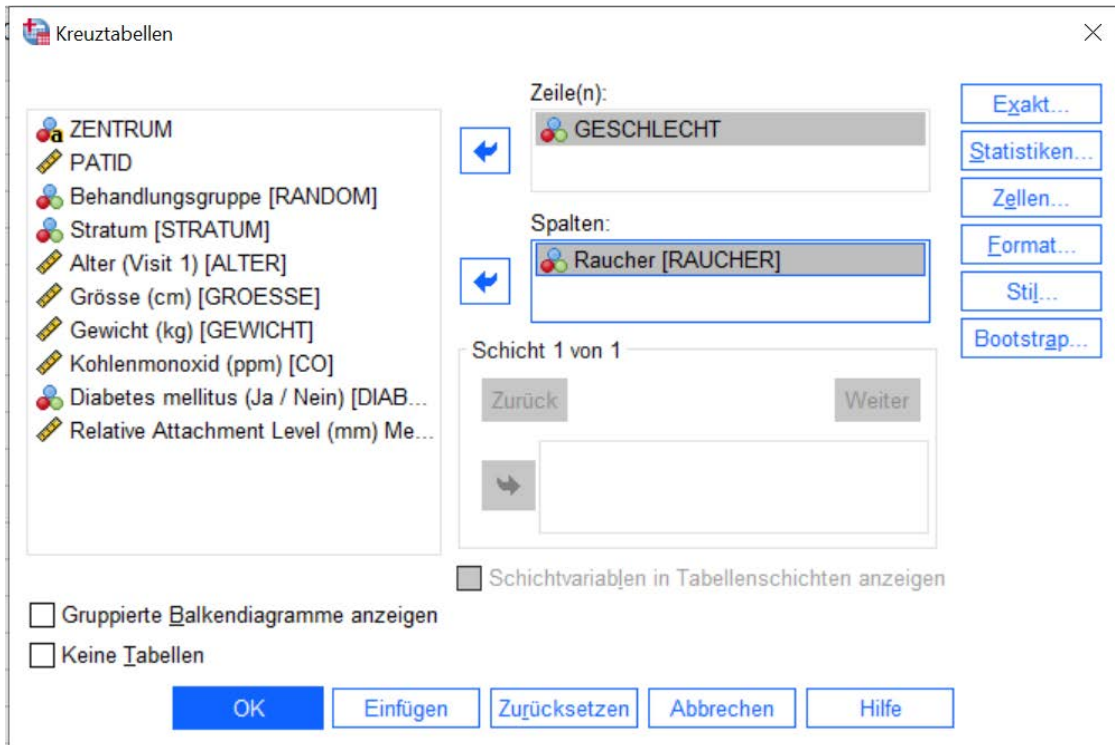 Kreuztabellen
ZENTRUM
PATID
Behandlungsgruppe [RANDOM]
Stratum [STRATUM]
Alter (Visit 1) [ALTER]
Grösse (cm) [GROESSE]
Gewicht (kg) [GEWICHT]
Kohlenmonoxid (ppm) [CO]
Diabetes mellitus (Ja / Nein) [DIAB...
Relative Attachment Level (mm) Me...
Zeile(n):
GESCHLECHT
Spalten:
Raucher [RAUCHER]
Schicht 1 von 1
Zurück
Weiter
Schichtvariablen in Tabellenschichten anzeigen
Exakt...
Statistiken...
Zellen...
Format...
Stil...
Bootstrap...
Gruppierte Balkendiagramme anzeigen
Keine Tabellen
OK
Einfügen
Zurücksetzen
Abbrechen
Hilfe